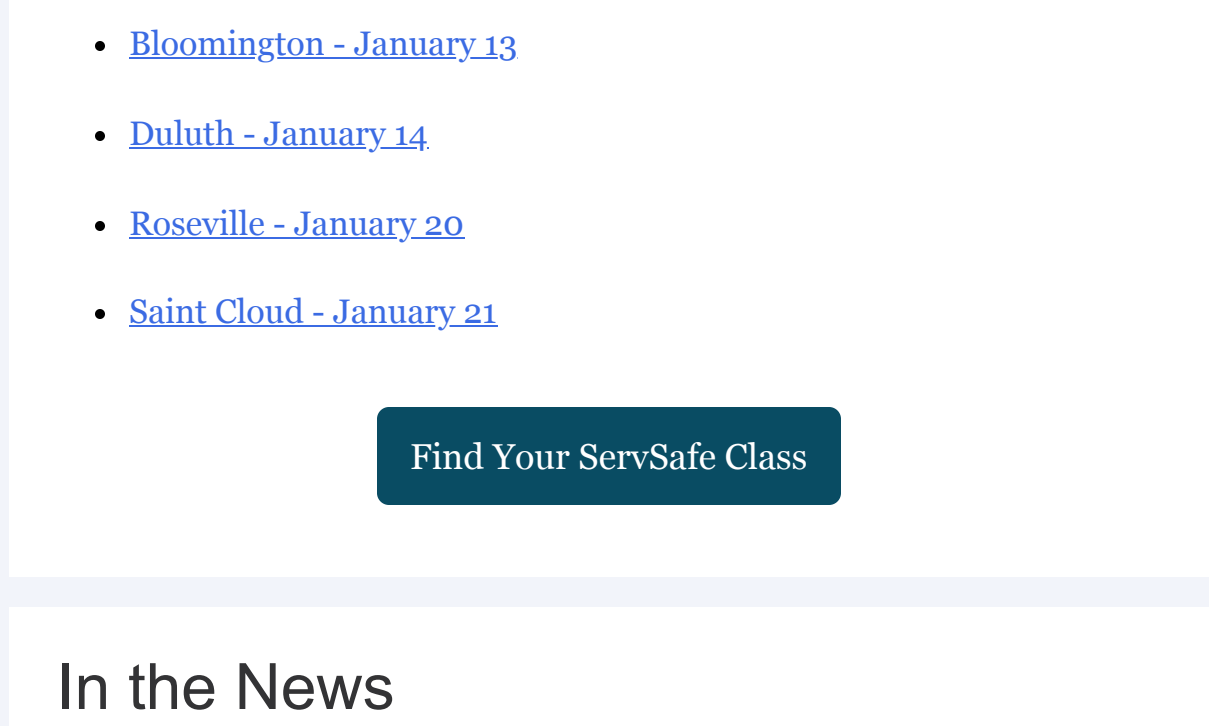 Bloomington - January 13
Duluth - January 14
Roseville - January 20
Saint Cloud - January 21
Find Your ServSafe Class
In the News